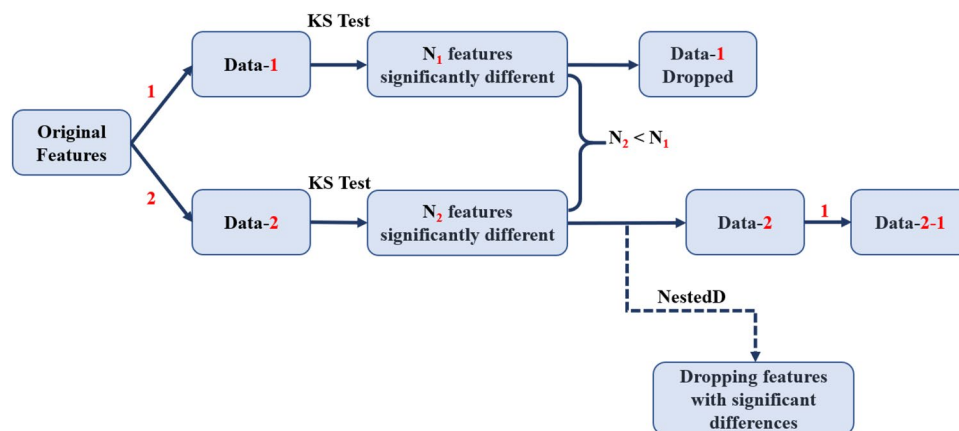 KS Test
Data-1
N1 features
significantly different
Data-1
Dropped
1
Original
Features
N2 < N1
2
KS Test
Data-2
N2 features
significantly different
Data-2
1
Data-2-1
NestedD
Dropping features
with significant
differences